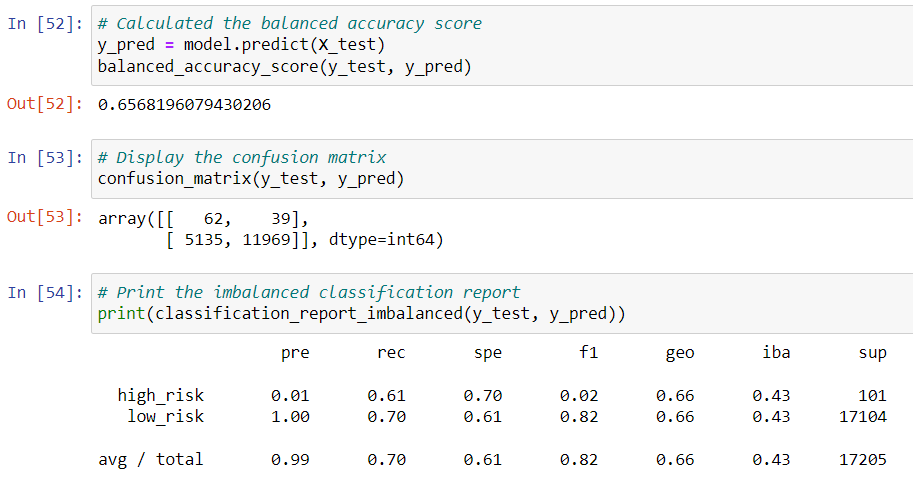 In [52]: # Calculated the balanced accuracy score
y_pred = model.predict(X_test)
balanced_accuracy_score(y_test, y_pred)
Out[52]: 0.6568196079430206
In [53]: # Display the confusion matrix
confusion_matrix(y_test, y_pred)
Out[53]: array([[   62,    39],
       [ 5135, 11969]], dtype=int64)
In [54]: # Print the imbalanced classification report
print(classification_report_imbalanced(y_test, y_pred))
pre rec spe f1 geo iba sup
high_risk 0.01 0.61 0.70 0.02 0.66 0.43 101
low_risk 1.00 0.70 0.61 0.82 0.66 0.43 17104
avg / total 0.99 0.70 0.61 0.82 0.66 0.43 17205